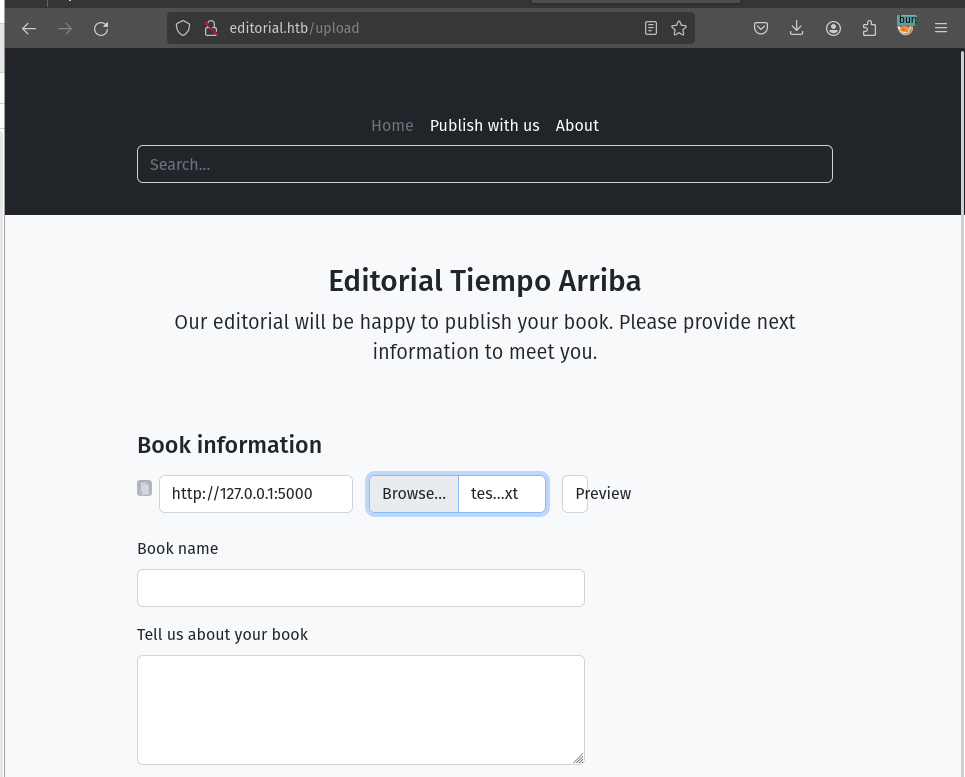 editorial.htb/upload
bur
Home Publish with us About
Search...
Editorial Tiempo Arriba
Our editorial will be happy to publish your book. Please provide next
information to meet you.
Book information
http://127.0.0.1:5000 Browse... tes...xt Preview
Book name
Tell us about your book